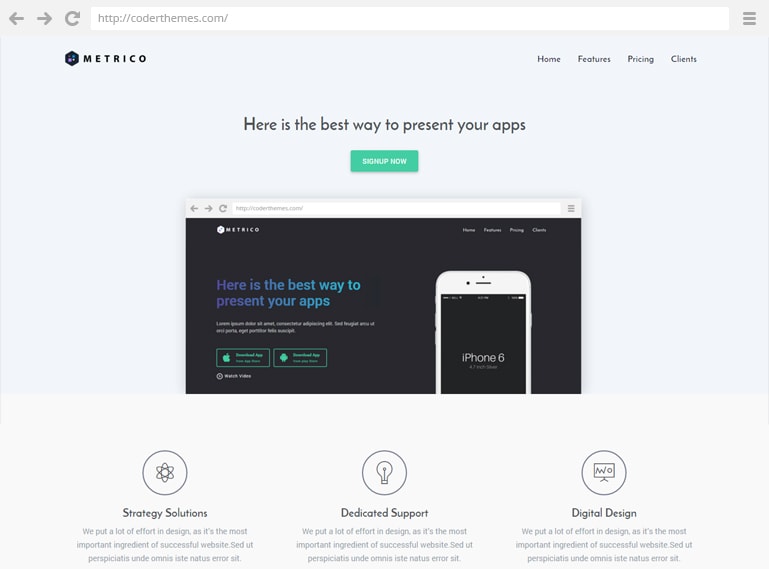 http://coderthemes.com/
METRICO
Home Features Pricing Clients
Here is the best way to present your apps
SIGNUP NOW
http://coderthemes.com/
METRICO
Home Features Pricing Clients
Here is the best way to
present your apps
Lorem ipsum dolor sit amet, consectetur adipiscing elit. Sed feugiat arcu ut
orci porta, eget porttitor felis suscipit.
Download App
from App Store
Download App
from play Store
Watch Video
iPhone 6
4.7 inch Silver
Strategy Solutions
We put a lot of effort in design, as it's the most
important ingredient of successful website.Sed ut
perspiciatis unde omnis iste natus error sit.
Dedicated Support
We put a lot of effort in design, as it's the most
important ingredient of successful website.Sed ut
perspiciatis unde omnis iste natus error sit.
Digital Design
We put a lot of effort in design, as it's the most
important ingredient of successful website.Sed ut
perspiciatis unde omnis iste natus error sit.